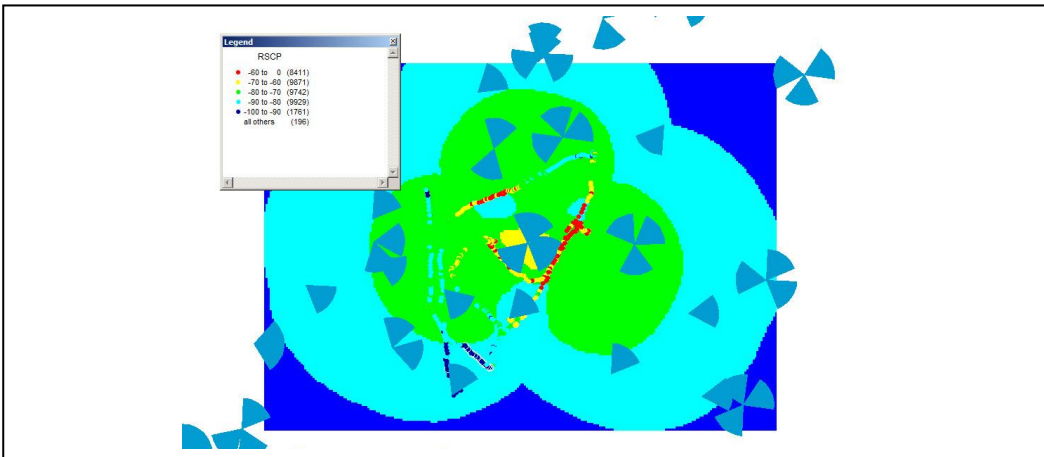 Legend
RSCP
-60 to 0 (8411)
-70 to -60 (9871)
-80 to -70 (9742)
-90 to -80 (9929)
-100 to -90 (1761)
all others (196)